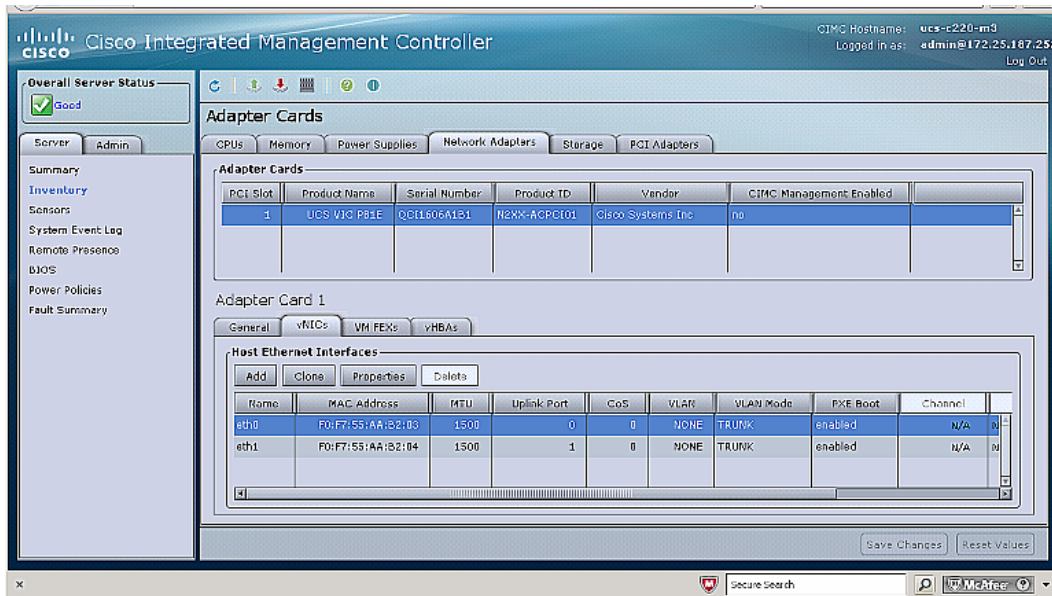 CIMC Hostname: ucs-c220-m3
cisco Cisco Integrated Management Controller
Logged in as: admin@172.25.187.25
Log Out
Overall Server Status
Good
Server Admin
Summary
Inventory
Sensors
System Event Log
Remote Presence
BIOS
Power Policies
Fault Summary
Adapter Cards
CPUs Memory Power Supplies Network Adapters Storage PCI Adapters
Adapter Cards
PCI Slot Product Name Serial Number Product ID Vendor CIMC Management Enabled
1 UCS VIC P81E QCI1606A1B1 N2XX-ACPCI01 Cisco Systems Inc no
Adapter Card 1
General vNICs VM FEXs vHBAs
Host Ethernet Interfaces
Add Clone Properties Delete
Name MAC Address MTU Uplink Port CoS VLAN VLAN Mode PXE Boot Channel
eth0 F0:F7:55:AA:B2:03 1500 0 0 NONE TRUNK enabled N/A N
eth1 F0:F7:55:AA:B2:04 1500 1 0 NONE TRUNK enabled N/A N
Save Changes Reset Values
x Secure Search McAfee